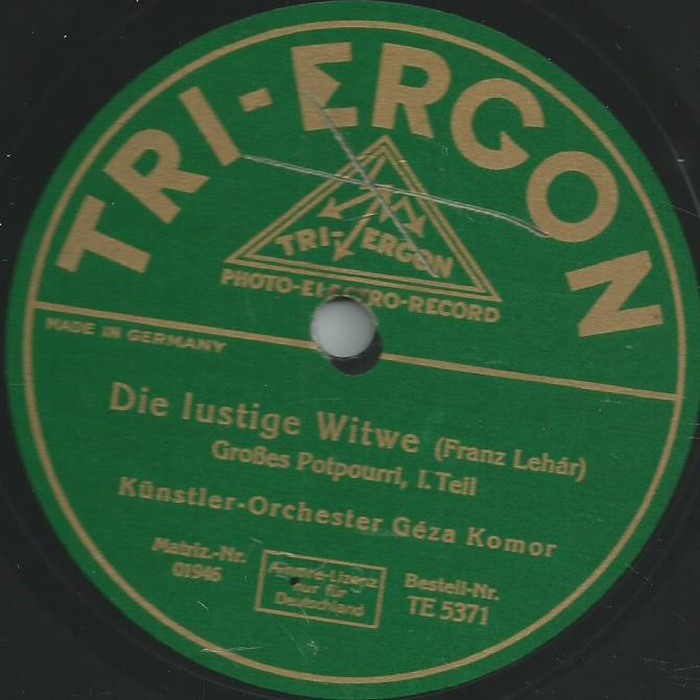 TRI-ERGON
TRI-ERGON
PHOTO-ELECTRO-RECORD
MADE IN GERMANY
Die lustige Witwe (Franz Lehár)
Großes Potpourri, I. Teil
Künstler-Orchester Géza Komor
Matriz.-Nr.
01946
Lizenz
nur für
Deutschland
Bestell-Nr.
TE 5371